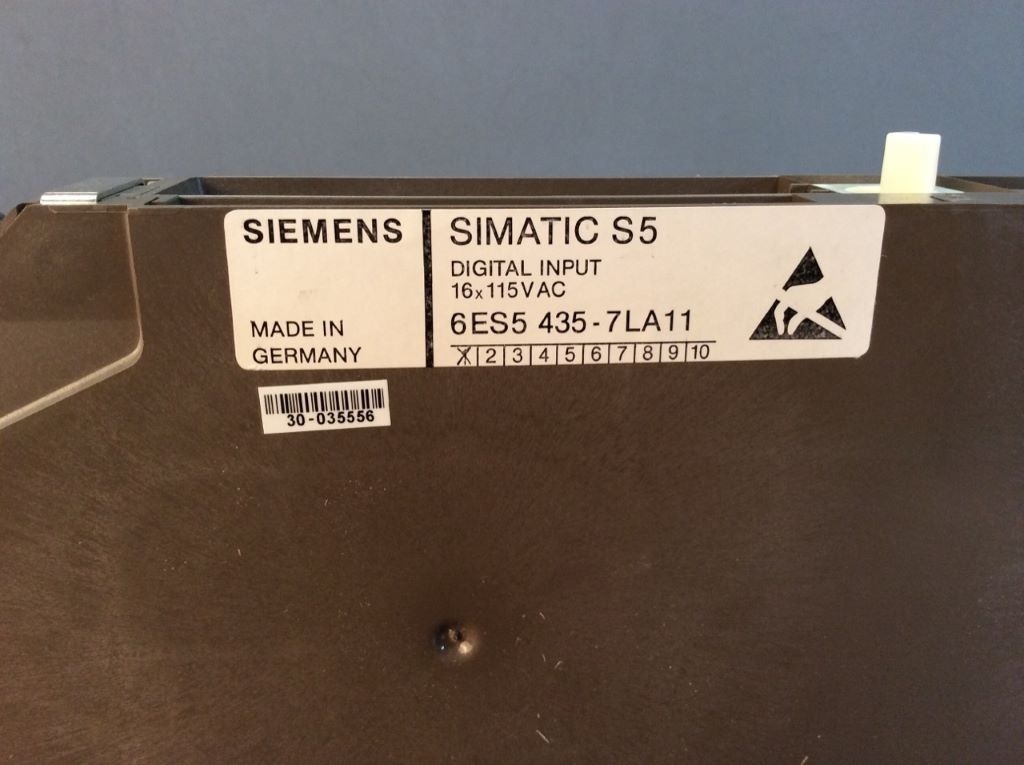 SIEMENS
MADE IN
GERMANY
SIMATIC S5
DIGITAL INPUT
16x115VAC
6ES5 435-7LA11
X 2 3 4 5 6 7 8 9 10
30-035556